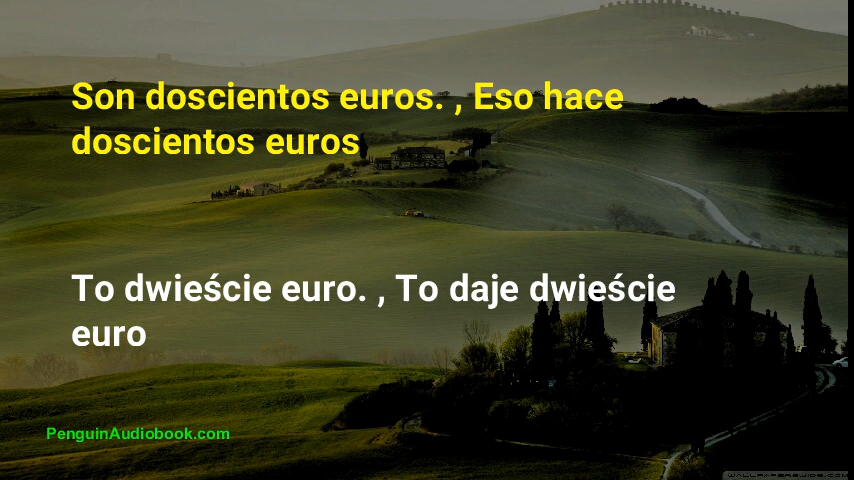 Son doscientos euros. , Eso hace
doscientos euros
To dwieście euro. , To daje dwieście
euro
PenguinAudiobook.com